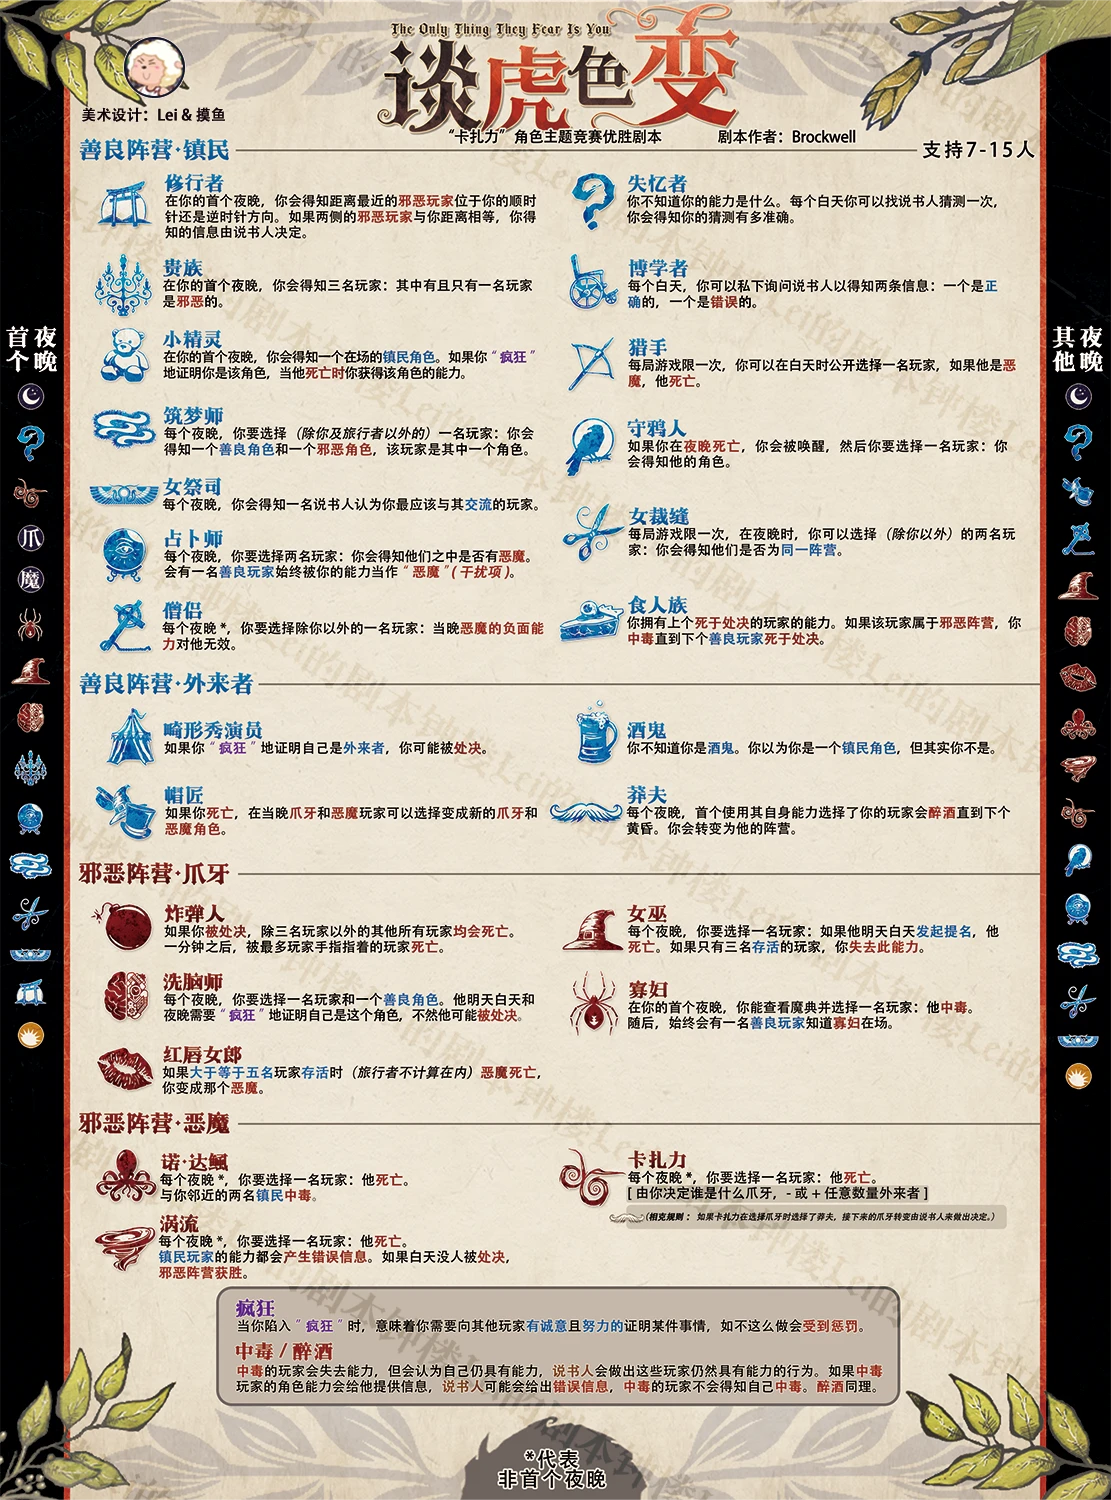 The Only Thing They Fear Is You
谈虎色变
美术设计：Lei & 摸鱼
“卡扎力”角色主题竞赛优胜剧本
剧本作者：Brockwell
善良阵营·镇民
支持7-15人
修行者
在你的首个夜晚，你会得知距离最近的邪恶玩家位于你的顺时
针还是逆时针方向。如果两侧的邪恶玩家与你距离相等，你得
知的信息由说书人决定。
贵族
在你的首个夜晚，你会得知三名玩家：其中有且只有一名玩家
是邪恶的。
小精灵
在你的首个夜晚，你会得知一个在场的镇民角色。如果你“疯狂”
地证明你是该角色，当他死亡时你获得该角色的能力。
筑梦师
每个夜晚，你要选择（除你及旅行者以外的）一名玩家：你会
得知一个善良角色和一个邪恶角色，该玩家是其中一个角色。
女祭司
每个夜晚，你会得知一名说书人认为你最应该与其交流的玩家。
占卜师
每个夜晚，你要选择两名玩家：你会得知他们之中是否有恶魔。
会有一名善良玩家始终被你的能力当作“恶魔”(干扰项)。
僧侣
每个夜晚*，你要选择除你以外的一名玩家：当晚恶魔的负面能
力对他无效。
失忆者
你不知道你的能力是什么。每个白天你可以找说书人猜测一次，
你会得知你的猜测有多准确。
博学者
每个白天，你可以私下询问说书人以得知两条信息：一个是正
确的，一个是错误的。
猎手
每局游戏限一次，你可以在白天时公开选择一名玩家，如果他是恶
魔，他死亡。
守鸦人
如果你在夜晚死亡，你会被唤醒，然后你要选择一名玩家：你
会得知他的角色。
女裁缝
每局游戏限一次，在夜晚时，你可以选择（除你以外）的两名玩
家：你会得知他们是否为同一阵营。
食人族
你拥有上个死于处决的玩家的能力。如果该玩家属于邪恶阵营，你
中毒直到下个善良玩家死于处决。
善良阵营·外来者
畸形秀演员
如果你“疯狂”地证明自己是外来者，你可能被处决。
帽匠
如果你死亡，在当晚爪牙和恶魔玩家可以选择变成新的爪牙和
恶魔角色。
酒鬼
你不知道你是酒鬼。你以为你是一个镇民角色，但其实你不是。
莽夫
每个夜晚，首个使用其自身能力选择了你的玩家会醉酒直到下个
黄昏。你会转变为他的阵营。
邪恶阵营·爪牙
炸弹人
如果你被处决，除三名玩家以外的其他所有玩家均会死亡。
一分钟之后，被最多玩家手指指着的玩家死亡。
洗脑师
每个夜晚，你要选择一名玩家和一个善良角色。他明天白天和
夜晚需要“疯狂”地证明自己是这个角色，不然他可能被处决。
红唇女郎
如果大于等于五名玩家存活时（旅行者不计算在内）恶魔死亡，
你变成那个恶魔。
女巫
每个夜晚，你要选择一名玩家：如果他明天白天发起提名，他
死亡。如果只有三名存活的玩家，你失去此能力。
寡妇
在你的首个夜晚，你能查看魔典并选择一名玩家：他中毒。
随后，始终会有一名善良玩家知道寡妇在场。
邪恶阵营·恶魔
诺·达鲺
每个夜晚*，你要选择一名玩家：他死亡。
与你邻近的两名镇民中毒。
涡流
每个夜晚*，你要选择一名玩家：他死亡。
镇民玩家的能力都会产生错误信息。如果白天没人被处决，
邪恶阵营获胜。
卡扎力
每个夜晚*，你要选择一名玩家：他死亡。
[ 由你决定谁是什么爪牙，- 或 + 任意数量外来者 ]
（相克规则：如果卡扎力在选择爪牙时选择了莽夫，接下来的爪牙转变由说书人来做出决定。）
疯狂
当你陷入“疯狂”时，意味着你需要向其他玩家有诚意且努力的证明某件事情，如不这么做会受到惩罚。
中毒 / 醉酒
中毒的玩家会失去能力，但会认为自己仍具有能力，说书人会做出这些玩家仍然具有能力的行为。如果中毒
玩家的角色能力会给他提供信息，说书人可能会给出错误信息，中毒的玩家不会得知自己中毒。醉酒同理。
*代表
非首个夜晚
首个夜晚
爪
魔
其他夜晚